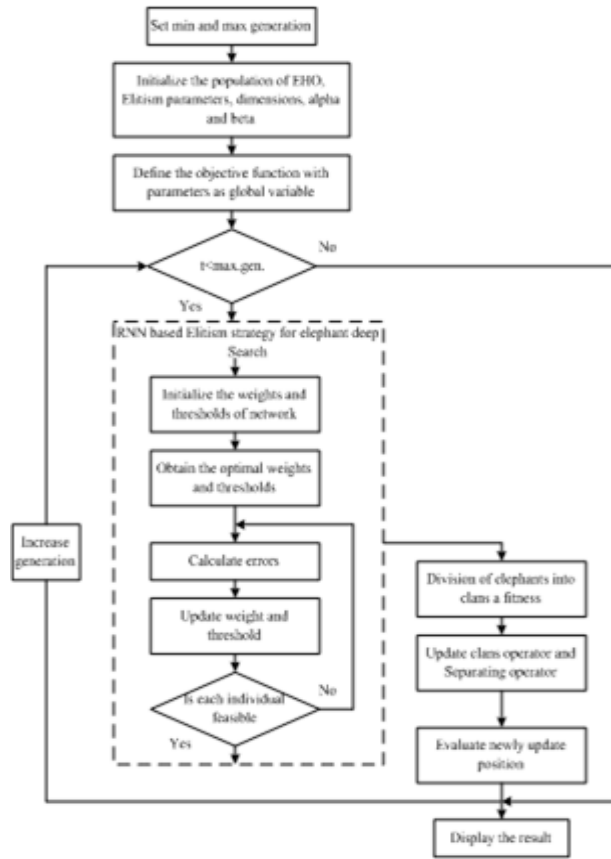 Set min and max generation
Initialize the population of EHO,
Elitism parameters, dimensions, alpha
and beta
Define the objective function with
parameters as global variable
t<max.gen.
No
Yes
RNN based Elitism strategy for elephant deep
Search
Initialize the weights and
thresholds of network
Obtain the optimal weights
and thresholds
Calculate errors
Update weight and
threshold
Is each individual
feasible
No
Yes
Increase
generation
Division of elephants into
clans a fitness
Update clans operator and
Separating operator
Evaluate newly update
position
Display the result